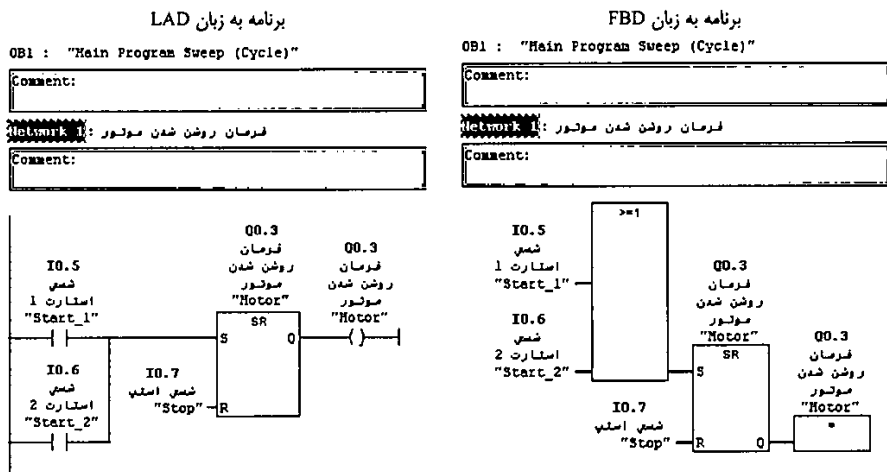 برنامه به زبان LAD
OB1 : "Main Program Sweep (Cycle)"
Comment:
Network 1: فرمان روشن شدن موتور
Comment:
I0.5
شستی
استارت 1
"Start_1"
I0.6
شستی
استارت 2
"Start_2"
I0.7
شستی استپ
"Stop"
Q0.3
فرمان
روشن شدن
موتور
"Motor"
SR
S
Q
R
Q0.3
فرمان
روشن شدن
موتور
"Motor"
( )
برنامه به زبان FBD
OB1 : "Main Program Sweep (Cycle)"
Comment:
Network 1: فرمان روشن شدن موتور
Comment:
>=1
I0.5
شستی
استارت 1
"Start_1"
I0.6
شستی
استارت 2
"Start_2"
I0.7
شستی استپ
"Stop"
Q0.3
فرمان
روشن شدن
موتور
"Motor"
SR
S
R
Q
Q0.3
فرمان
روشن شدن
موتور
"Motor"
=